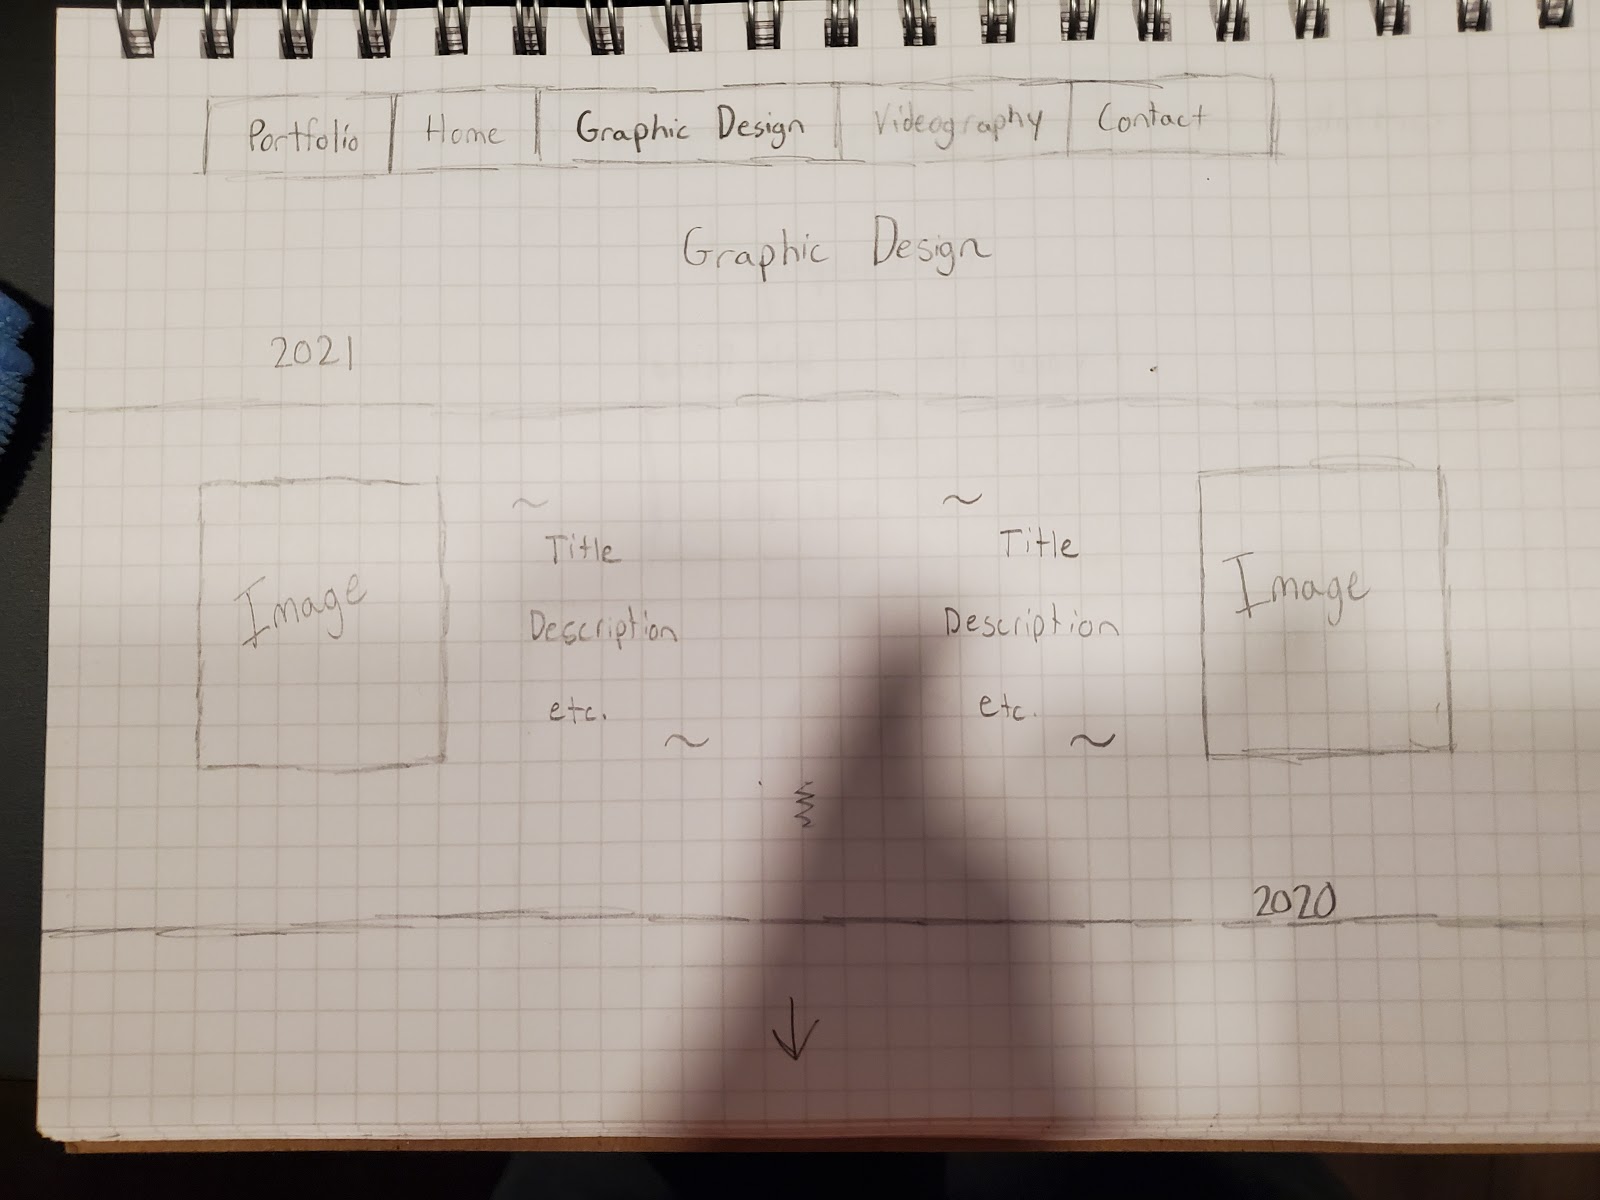 Portfolio Home Graphic Design Videography Contact
Graphic Design
2021
Image
~
Title
Description
etc.
~
~
Title
Description
etc.
~
Image
2020